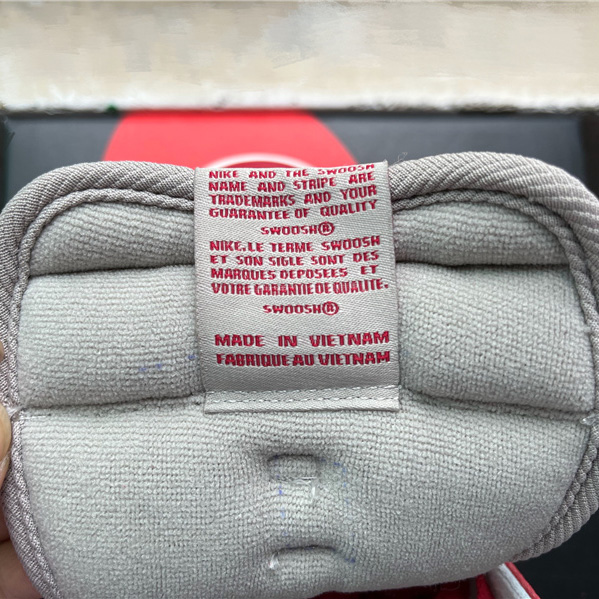 NIKE AND THE SWOOSH
NAME AND STRIPE ARE
TRADEMARKS AND YOUR
GUARANTEE OF QUALITY
SWOOSH®
NIKE,LE TERME SWOOSH
ET SON SIGLE SONT DES
MARQUES DEPOSEES ET
VOTRE GARANTIE DE QUALITE.
SWOOSH®
MADE IN VIETNAM
FABRIQUE AU VIETNAM